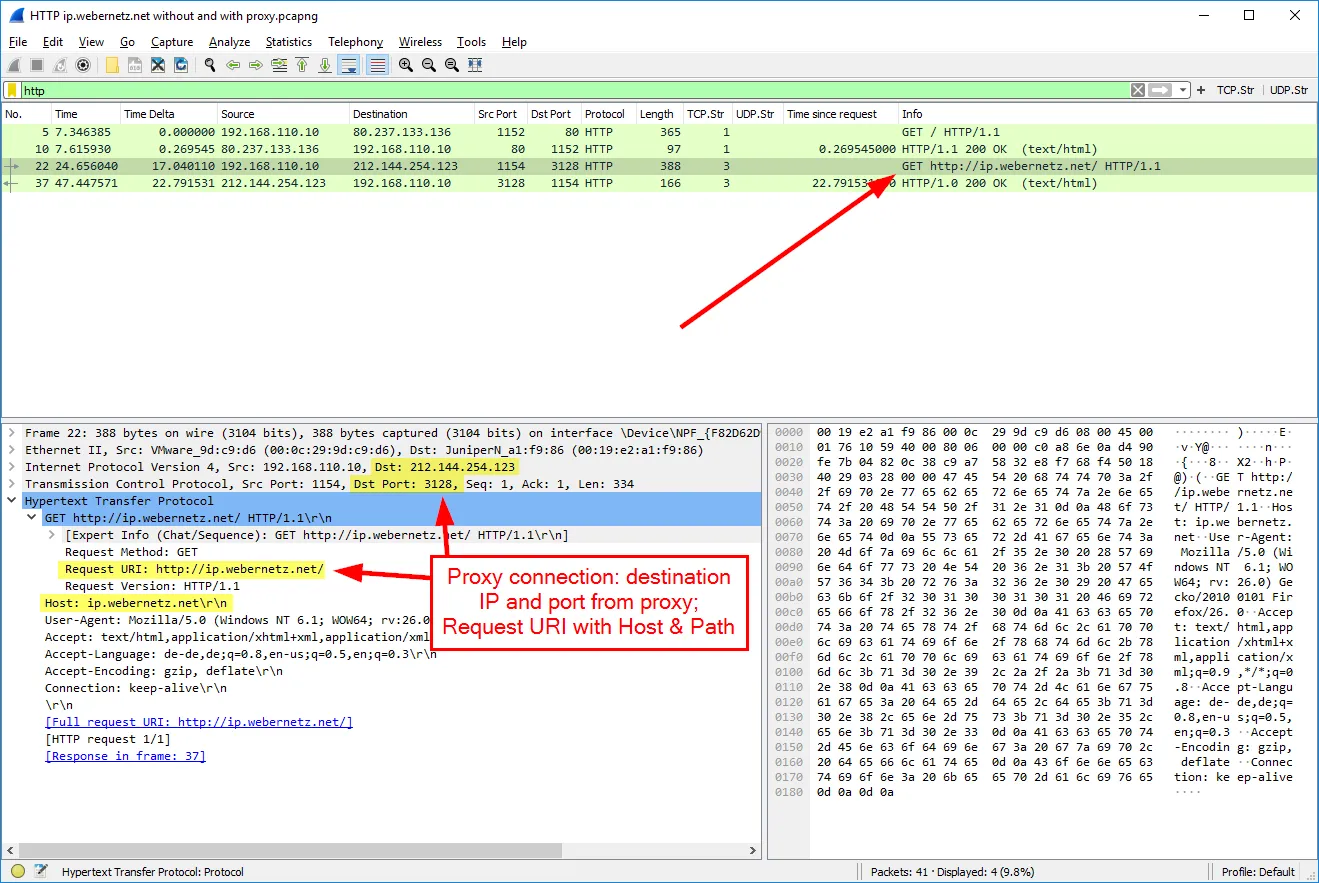 HTTP ip.webernetz.net without and with proxy.pcapng
File Edit View Go Capture Analyze Statistics Telephony Wireless Tools Help
http + TCP.Str UDP.Str
No. Time Time Delta Source Destination Src Port Dst Port Protocol Length TCP.Str UDP.Str Time since request Info
5 7.346385 0.000000 192.168.110.10 80.237.133.136 1152 80 HTTP 365 1 GET / HTTP/1.1
10 7.615930 0.269545 80.237.133.136 192.168.110.10 80 1152 HTTP 97 1 0.269545000 HTTP/1.1 200 OK (text/html)
22 24.656040 17.040110 192.168.110.10 212.144.254.123 1154 3128 HTTP 388 3 GET http://ip.webernetz.net/ HTTP/1.1
37 47.447571 22.791531 212.144.254.123 192.168.110.10 3128 1154 HTTP 166 3 HTTP/1.0 200 OK (text/html)
Frame 22: 388 bytes on wire (3104 bits), 388 bytes captured (3104 bits) on interface \Device\NPF_{F82D62D9
Ethernet II, Src: VMware_9d:c9:d6 (00:0c:29:9d:c9:d6), Dst: JuniperN_a1:f9:86 (00:19:e2:a1:f9:86)
Internet Protocol Version 4, Src: 192.168.110.10, Dst: 212.144.254.123
Transmission Control Protocol, Src Port: 1154, Dst Port: 3128, Seq: 1, Ack: 1, Len: 334
Hypertext Transfer Protocol
GET http://ip.webernetz.net/ HTTP/1.1\r\n
[Expert Info (Chat/Sequence): GET http://ip.webernetz.net/ HTTP/1.1\r\n]
Request Method: GET
Request URI: http://ip.webernetz.net/
Request Version: HTTP/1.1
Host: ip.webernetz.net\r\n
User-Agent: Mozilla/5.0 (Windows NT 6.1; WOW64; rv:26.0
Accept: text/html,application/xhtml+xml,application/xml
Accept-Language: de-de,de;q=0.8,en-us;q=0.5,en;q=0.3\r\n
Accept-Encoding: gzip, deflate\r\n
Connection: keep-alive\r\n
\r\n
[Full request URI: http://ip.webernetz.net/]
[HTTP request 1/1]
[Response in frame: 37]
Proxy connection: destination
IP and port from proxy;
Request URI with Host & Path
0000 00 19 e2 a1 f9 86 00 0c 29 9d c9 d6 08 00 45 00 ········ )·····E·
0010 01 76 10 59 40 00 80 06 00 00 c0 a8 6e 0a d4 90 ·v·Y@··· ····n···
0020 fe 7b 04 82 0c 38 c9 a7 58 32 e8 f7 68 f4 50 18 ·{···8·· X2··h·P·
0030 40 29 03 28 00 00 47 45 54 20 68 74 74 70 3a 2f @)·(··GE T http:/
0040 2f 69 70 2e 77 65 62 65 72 6e 65 74 7a 2e 6e 65 /ip.webe rnetz.ne
0050 74 2f 20 48 54 54 50 2f 31 2e 31 0d 0a 48 6f 73 t/ HTTP/ 1.1··Hos
0060 74 3a 20 69 70 2e 77 65 62 65 72 6e 65 74 7a 2e t: ip.we bernetz.
0070 6e 65 74 0d 0a 55 73 65 72 2d 41 67 65 6e 74 3a net··Use r-Agent:
0080 20 4d 6f 7a 69 6c 6c 61 2f 35 2e 30 20 28 57 69 Mozilla /5.0 (Wi
0090 6e 64 6f 77 73 20 4e 54 20 36 2e 31 3b 20 57 4f ndows NT 6.1; WO
00a0 57 36 34 3b 20 72 76 3a 32 36 2e 30 29 20 47 65 W64; rv: 26.0) Ge
00b0 63 6b 6f 2f 32 30 31 30 30 31 30 31 20 46 69 72 cko/2010 0101 Fir
00c0 65 66 6f 78 2f 32 36 2e 30 0d 0a 41 63 63 65 70 efox/26. 0··Accep
00d0 74 3a 20 74 65 78 74 2f 68 74 6d 6c 2c 61 70 70 t: text/ html,app
00e0 6c 69 63 61 74 69 6f 6e 2f 78 68 74 6d 6c 2b 78 lication /xhtml+x
00f0 6d 6c 2c 61 70 70 6c 69 63 61 74 69 6f 6e 2f 78 ml,appli cation/x
0100 6d 6c 3b 71 3d 30 2e 39 2c 2a 2f 2a 3b 71 3d 30 ml;q=0.9 ,*/*;q=0
0110 2e 38 0d 0a 41 63 63 65 70 74 2d 4c 61 6e 67 75 .8··Acce pt-Langu
0120 61 67 65 3a 20 64 65 2d 64 65 2c 64 65 3b 71 3d age: de- de,de;q=
0130 30 2e 38 2c 65 6e 2d 75 73 3b 71 3d 30 2e 35 2c 0.8,en-u s;q=0.5,
0140 65 6e 3b 71 3d 30 2e 33 0d 0a 41 63 63 65 70 74 en;q=0.3 ··Accept
0150 2d 45 6e 63 6f 64 69 6e 67 3a 20 67 7a 69 70 2c -Encodin g: gzip,
0160 20 64 65 66 6c 61 74 65 0d 0a 43 6f 6e 6e 65 63 deflate ··Connec
0170 74 69 6f 6e 3a 20 6b 65 65 70 2d 61 6c 69 76 65 tion: ke ep-alive
0180 0d 0a 0d 0a ····
Hypertext Transfer Protocol: Protocol Packets: 41 · Displayed: 4 (9.8%) Profile: Default